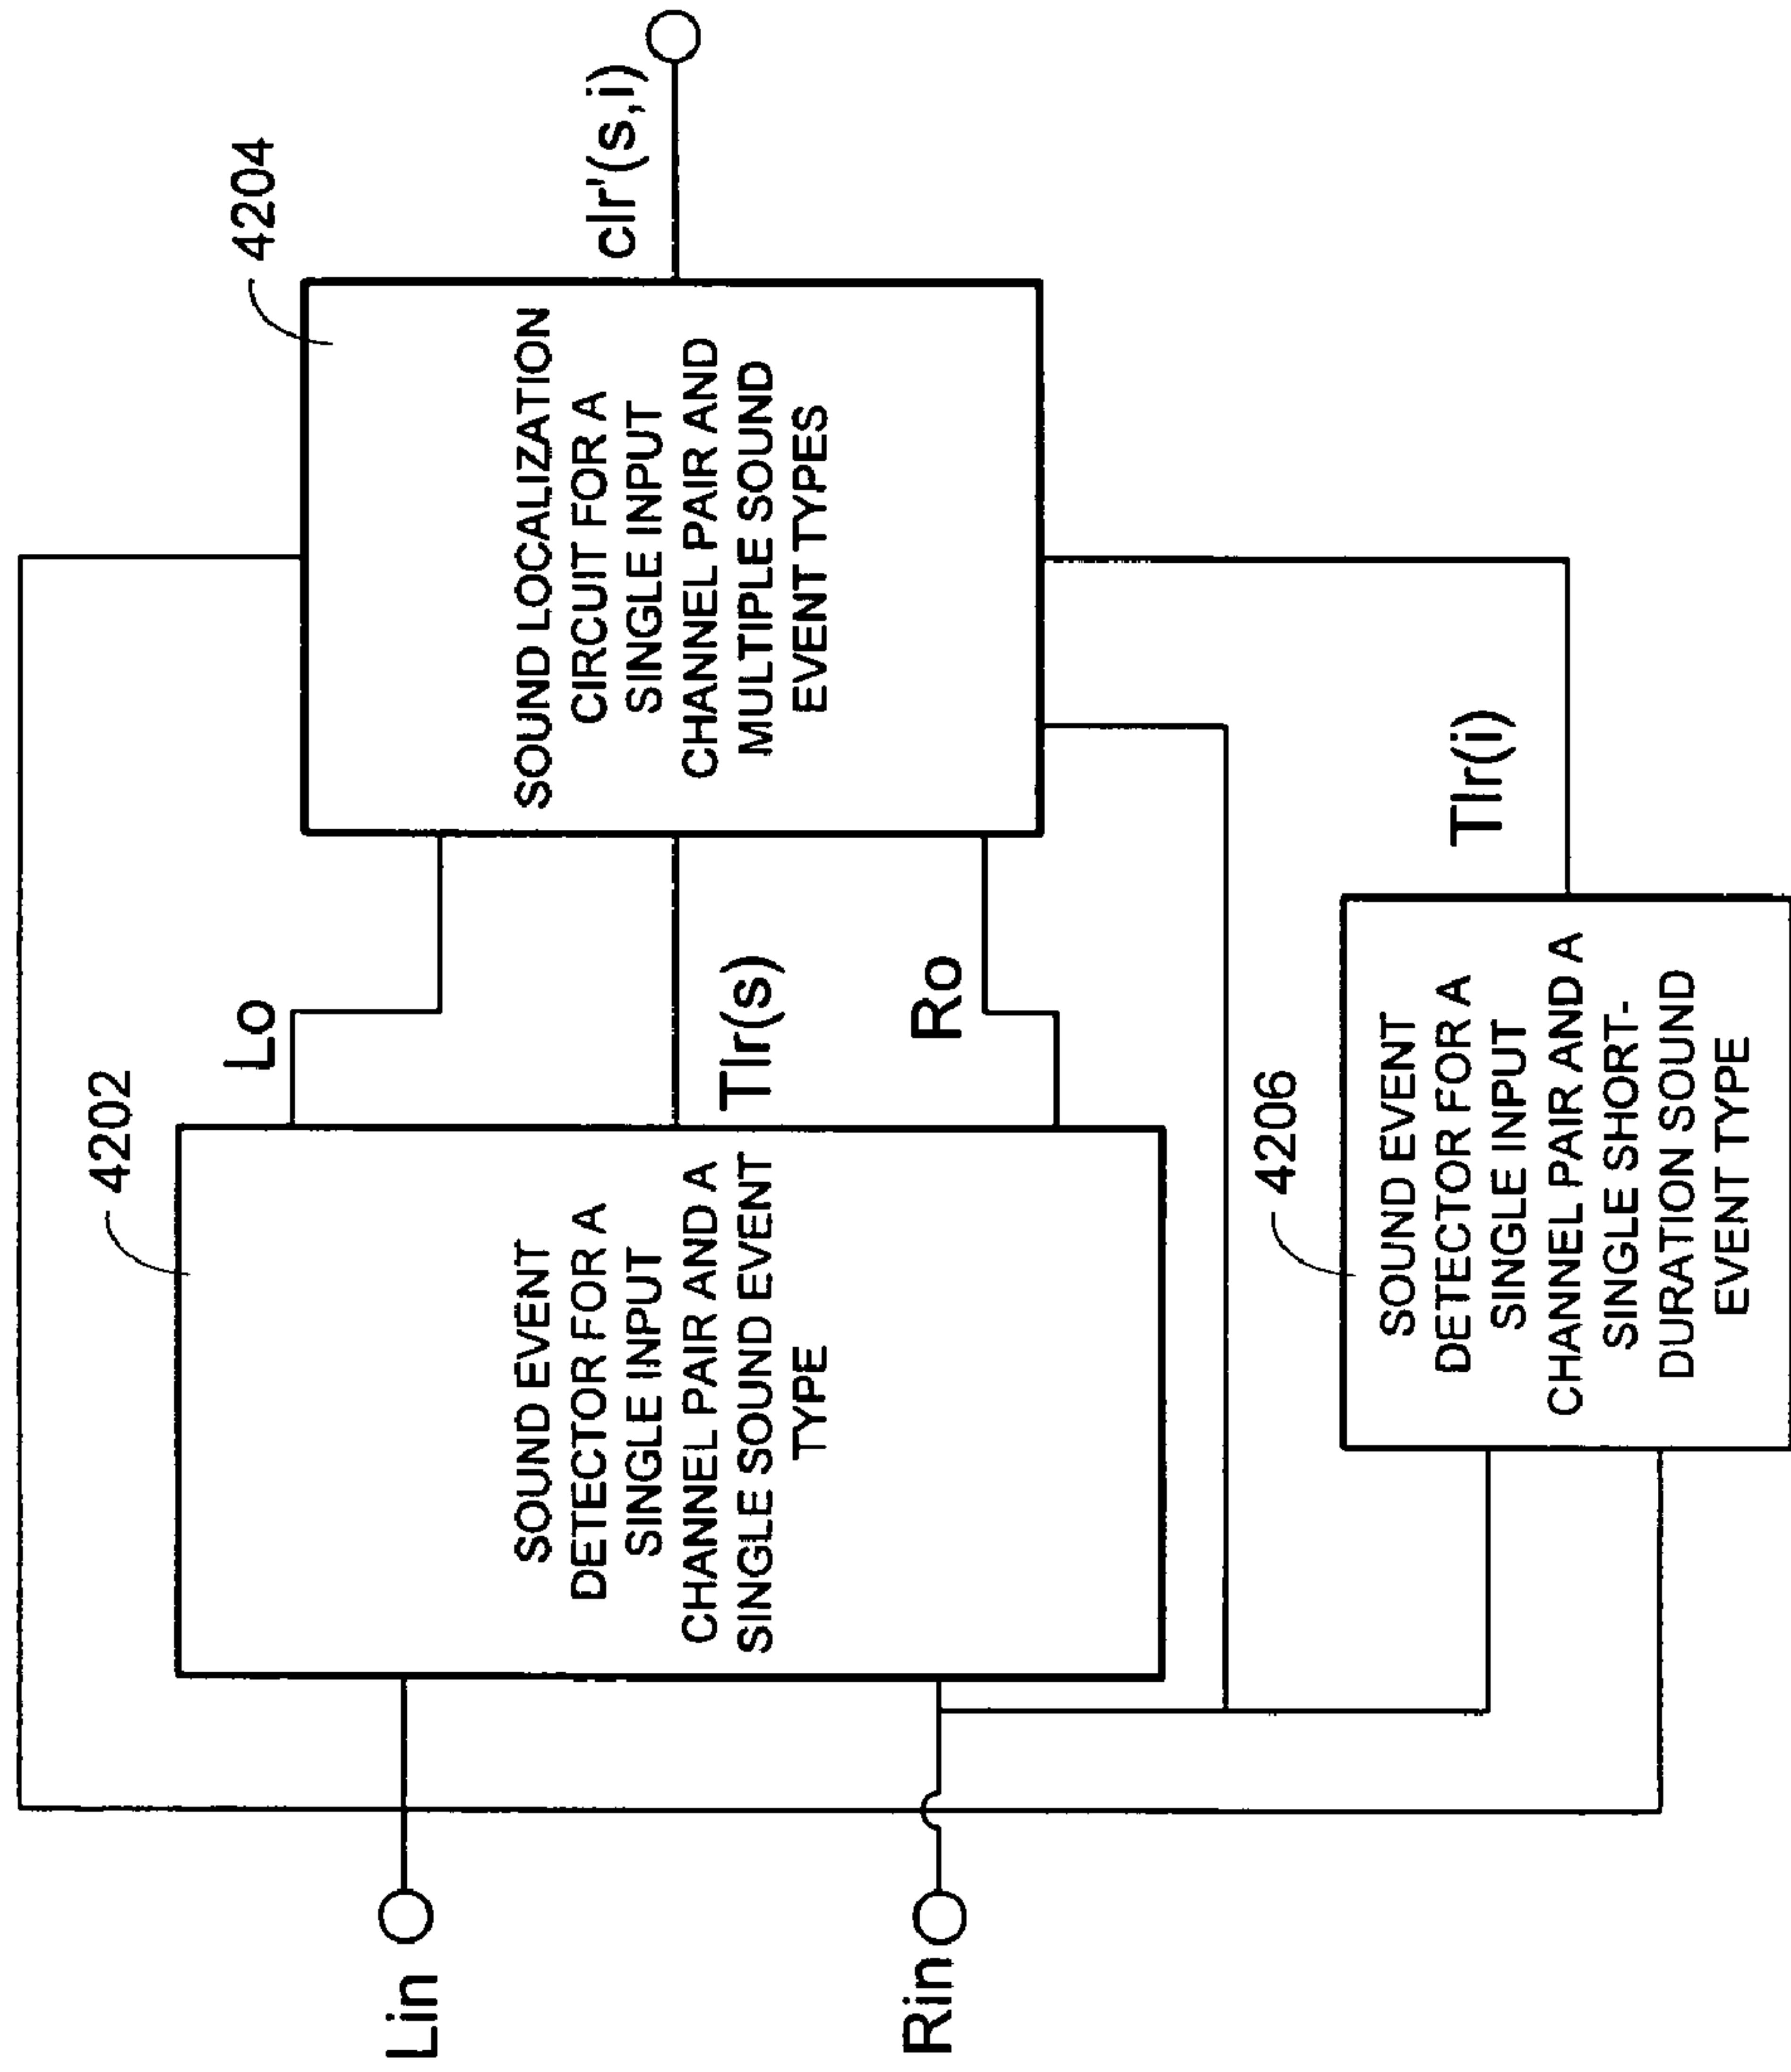 Lin
Rin
4202
SOUND EVENT
DETECTOR FOR A
SINGLE INPUT
CHANNEL PAIR AND A
SINGLE SOUND EVENT
TYPE
Lo
Tlr(s)
Ro
4204
SOUND LOCALIZATION
CIRCUIT FOR A
SINGLE INPUT
CHANNEL PAIR AND
MULTIPLE SOUND
EVENT TYPES
clr'(s,i)
4206
SOUND EVENT
DETECTOR FOR A
SINGLE INPUT
CHANNEL PAIR AND A
SINGLE SHORT-
DURATION SOUND
EVENT TYPE
Tlr(i)